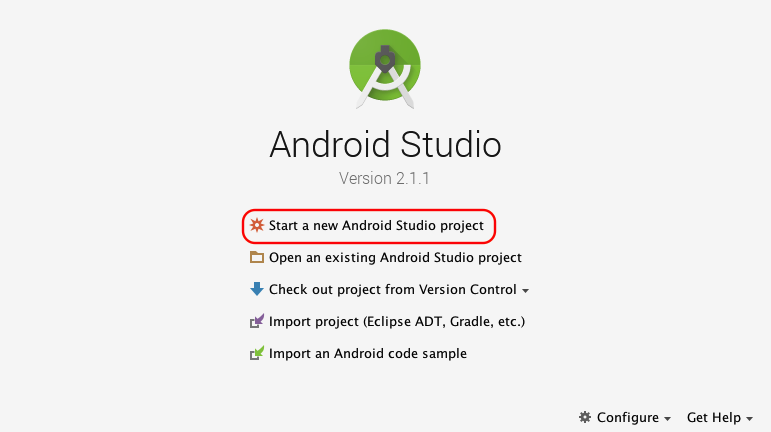 Android Studio
Version 2.1.1
Start a new Android Studio project
Open an existing Android Studio project
Check out project from Version Control
Import project (Eclipse ADT, Gradle, etc.)
Import an Android code sample
Configure Get Help